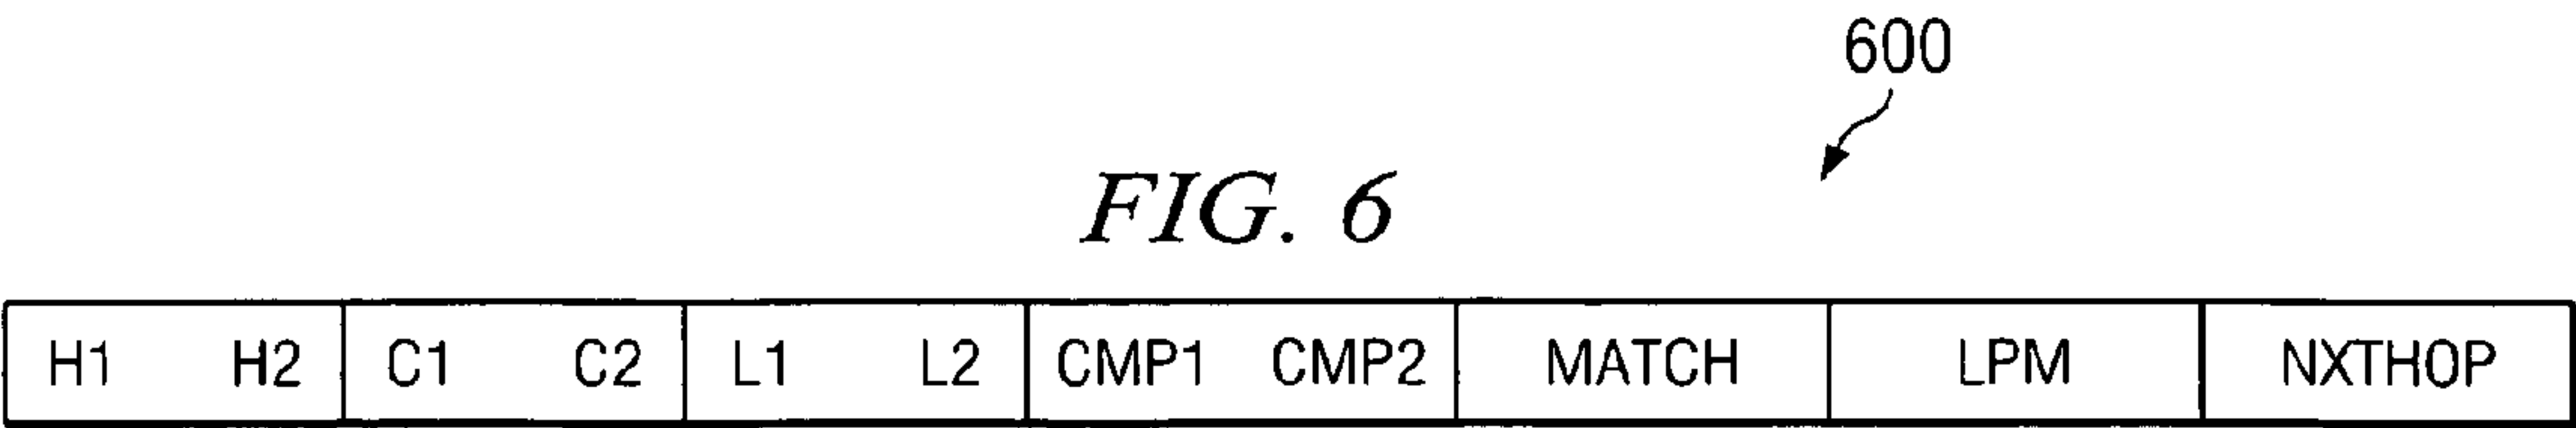 600
FIG. 6
H1 H2 C1 C2 L1 L2 CMP1 CMP2 MATCH LPM NXTHOP